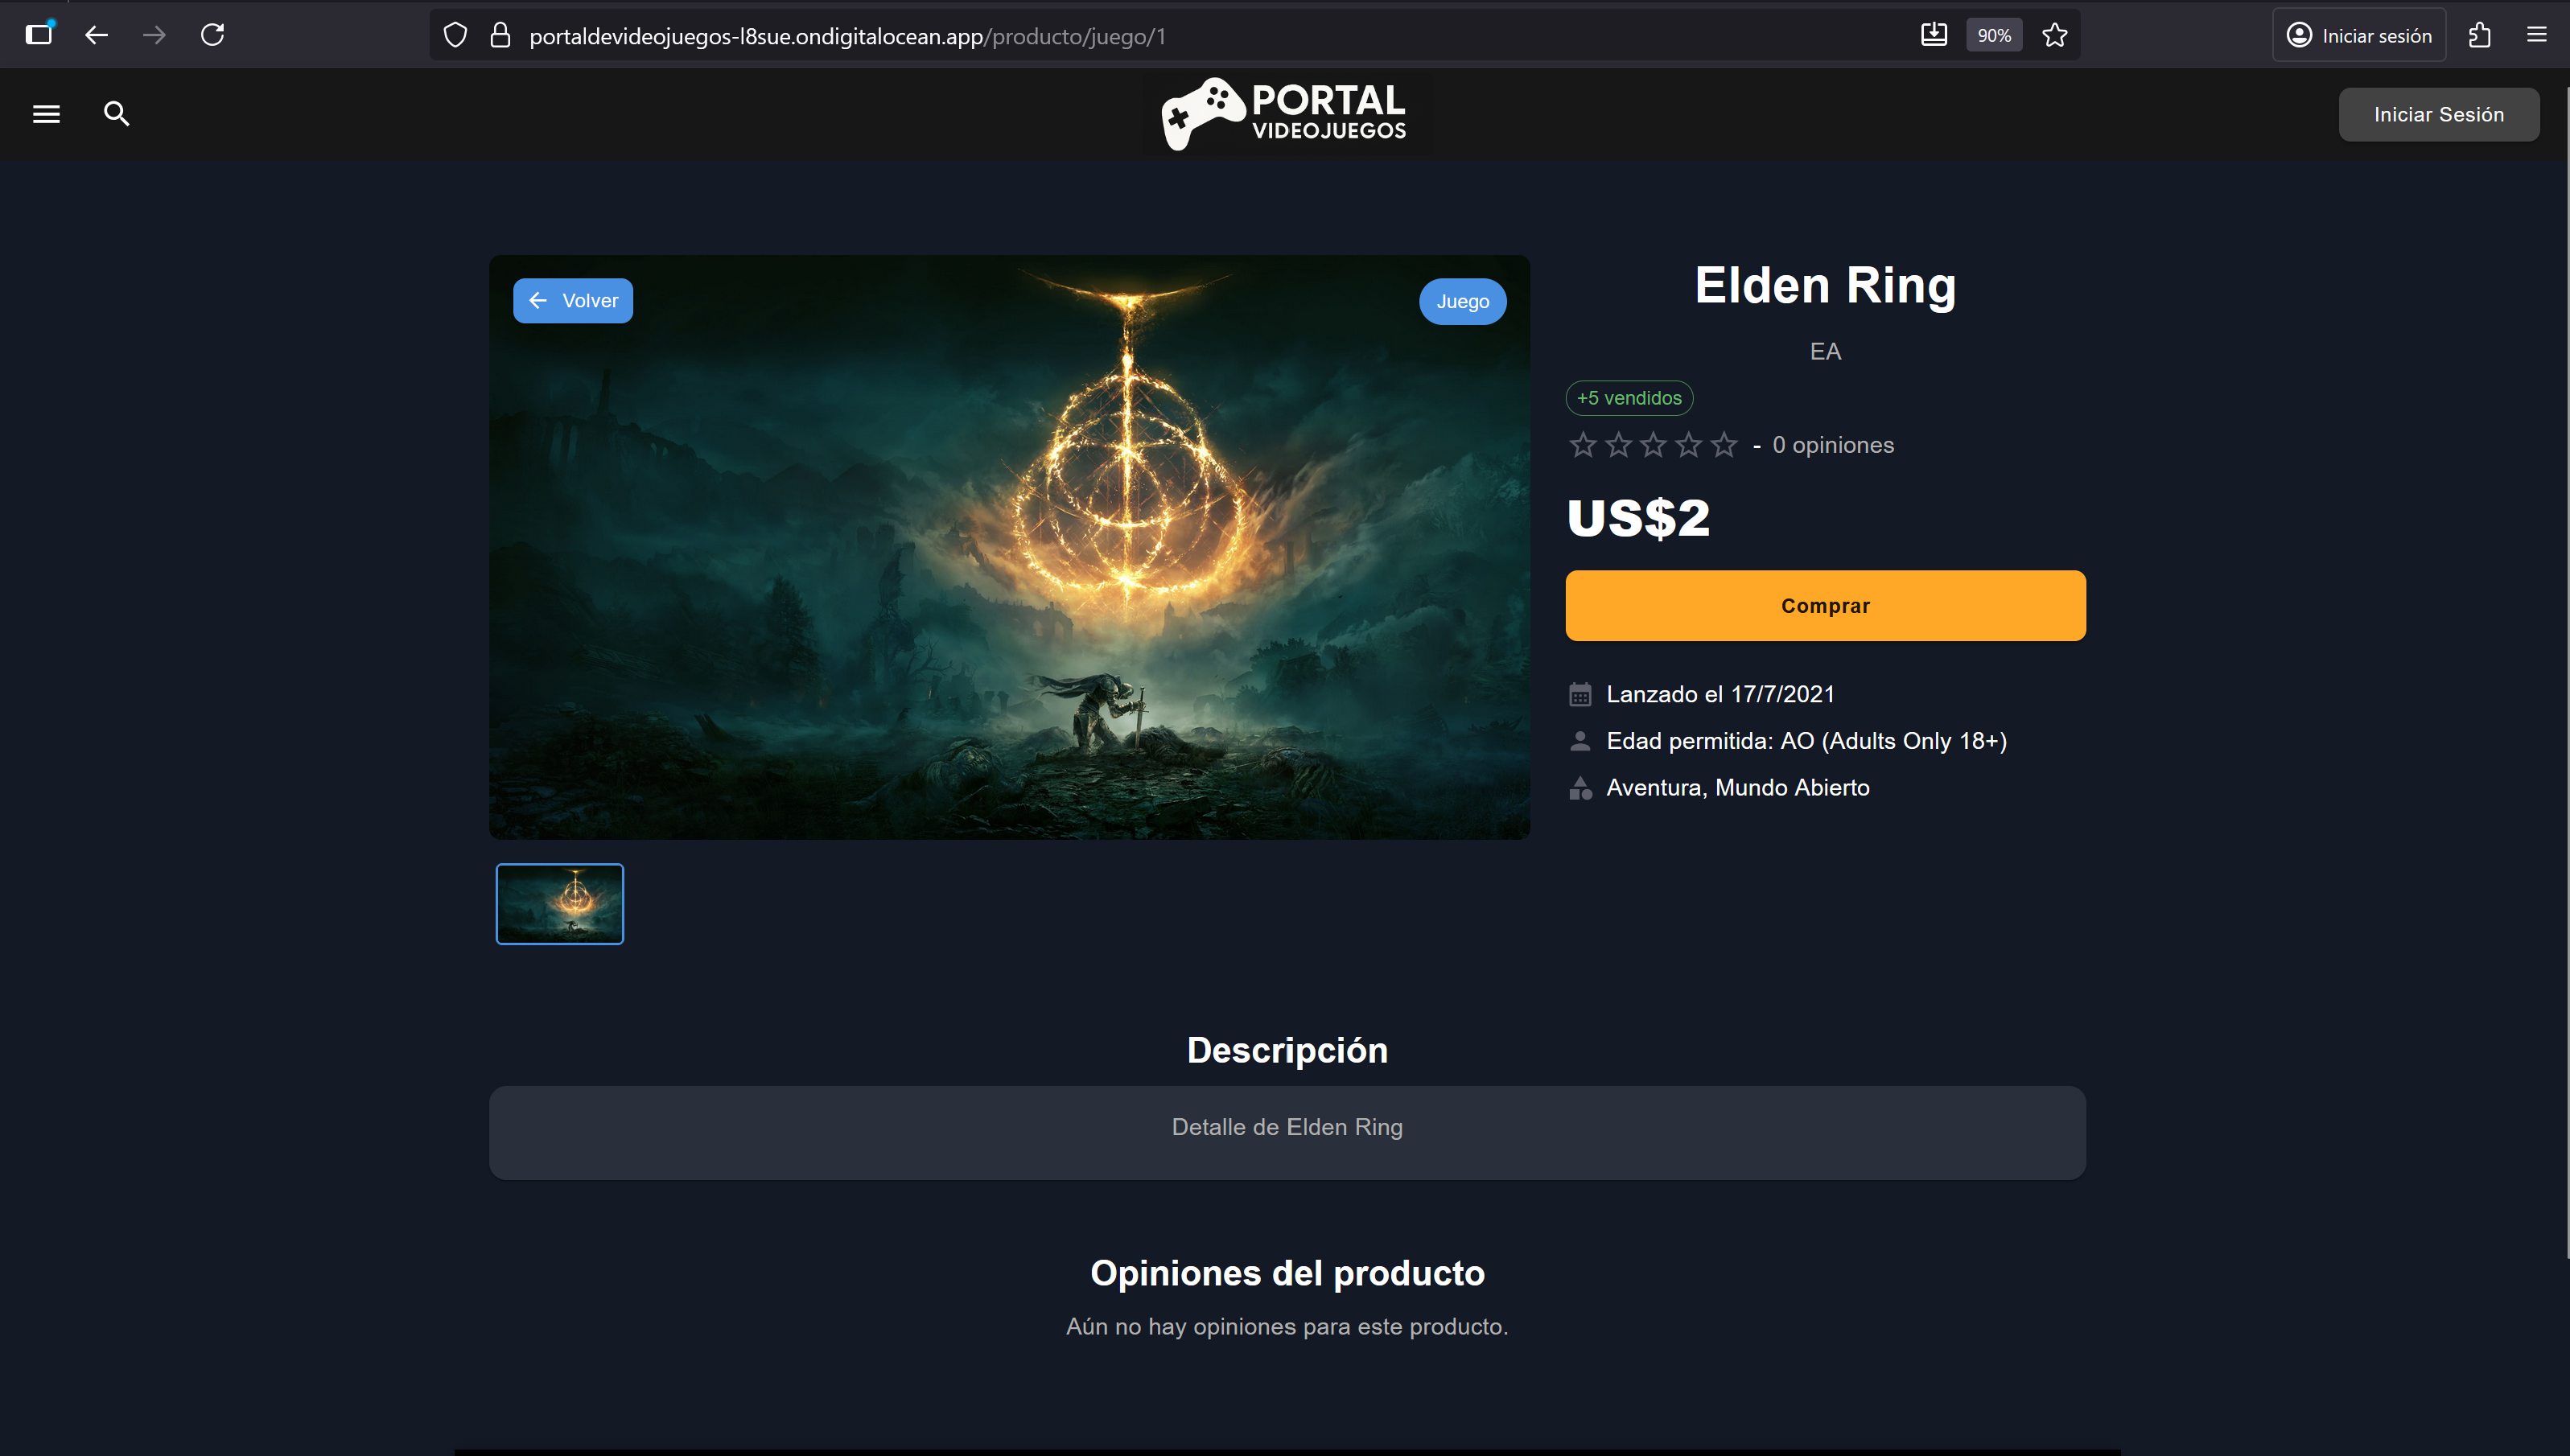 portaldevideojuegos-l8sue.ondigitalocean.app/producto/juego/1
90%
Iniciar sesión
PORTAL
VIDEOJUEGOS
Iniciar Sesión
Volver
Juego
Elden Ring
EA
+5 vendidos
- 0 opiniones
US$2
Comprar
Lanzado el 17/7/2021
Edad permitida: AO (Adults Only 18+)
Aventura, Mundo Abierto
Descripción
Detalle de Elden Ring
Opiniones del producto
Aún no hay opiniones para este producto.